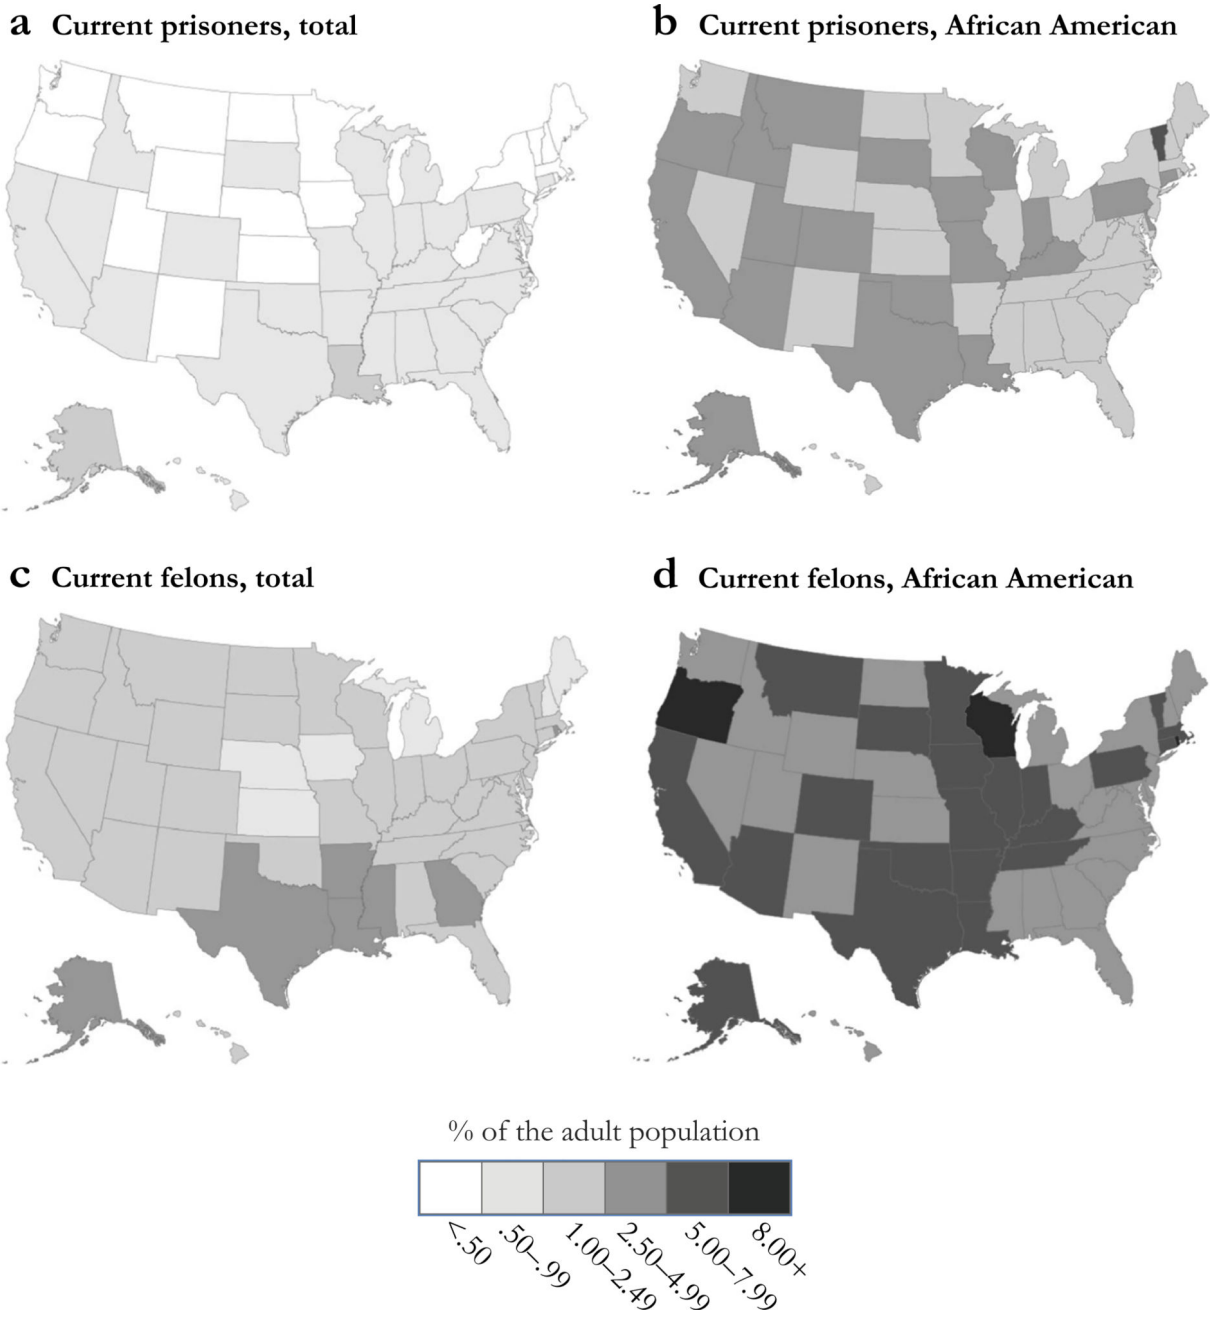 a Current prisoners, total
b Current prisoners, African American
c Current felons, total
d Current felons, African American
% of the adult population
<.50
.50–.99
1.00–2.49
2.50–4.99
5.00–7.99
8.00+